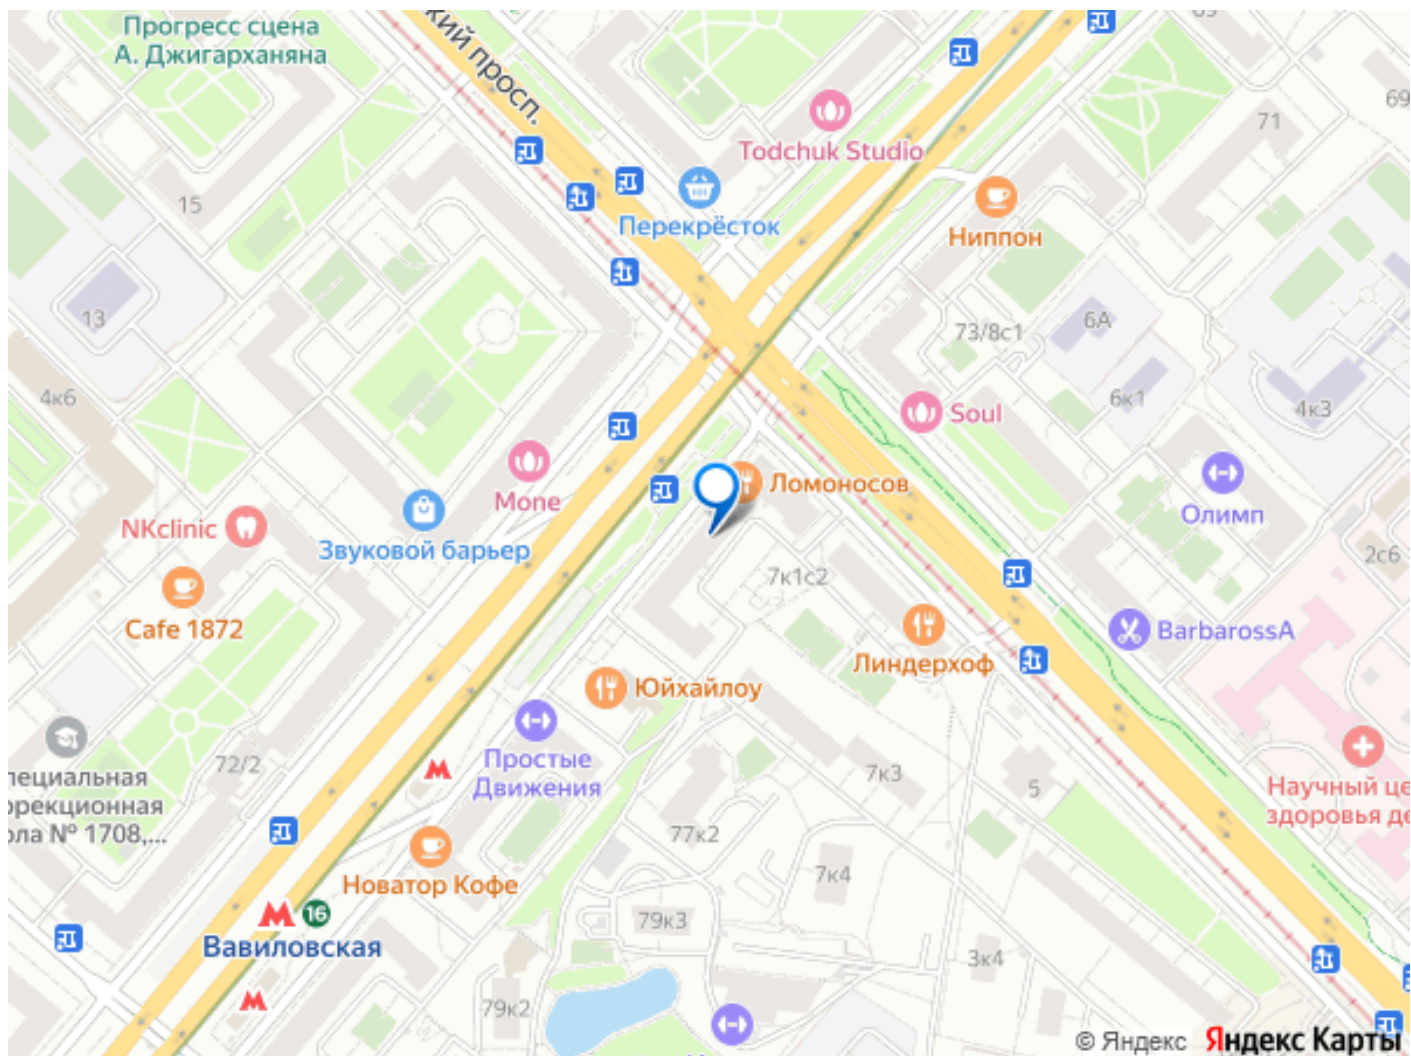 Прогресс сцена
А. Джигарханяна
кий просп.
Todchuk Studio
71
69
15
Перекрёсток
Ниппон
13
73/8с1
6А
4к6
6к1
4к3
Soul
Mone
Ломоносов
Олимп
NKclinic
Звуковой барьер
2с6
7к1с2
Cafe 1872
BarbarossA
Линдерхоф
Юйхайлоу
72/2
Простые
Движения
7к3
5
пециальная
ррекционная
ола № 1708,...
Научный це
здоровья де
77к2
Новатор Кофе
7к4
16
Вавиловская
79к3
3к4
79к2
© Яндекс Яндекс Карты